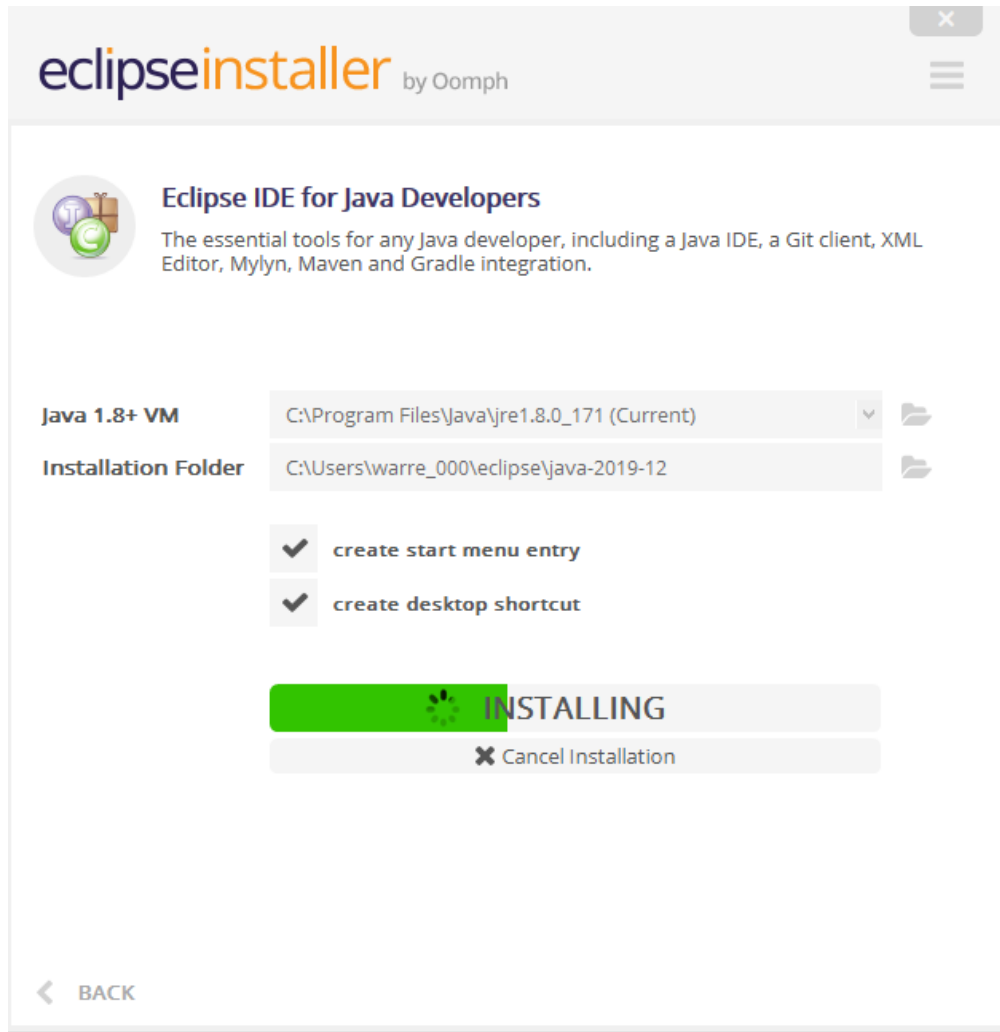 eclipseinstaller by Oomph
Eclipse IDE for Java Developers
The essential tools for any Java developer, including a Java IDE, a Git client, XML
Editor, Mylyn, Maven and Gradle integration.
Java 1.8+ VM C:\Program Files\Java\jre1.8.0_171 (Current)
Installation Folder C:\Users\warre_000\eclipse\java-2019-12
create start menu entry
create desktop shortcut
INSTALLING
Cancel Installation
BACK